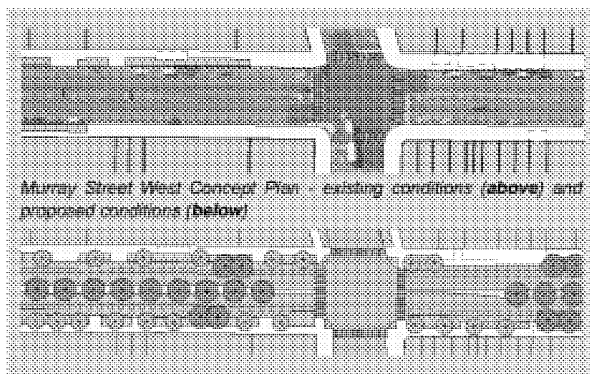 Murray Street West Concept Plan - existing conditions (above) and
proposed conditions (below)